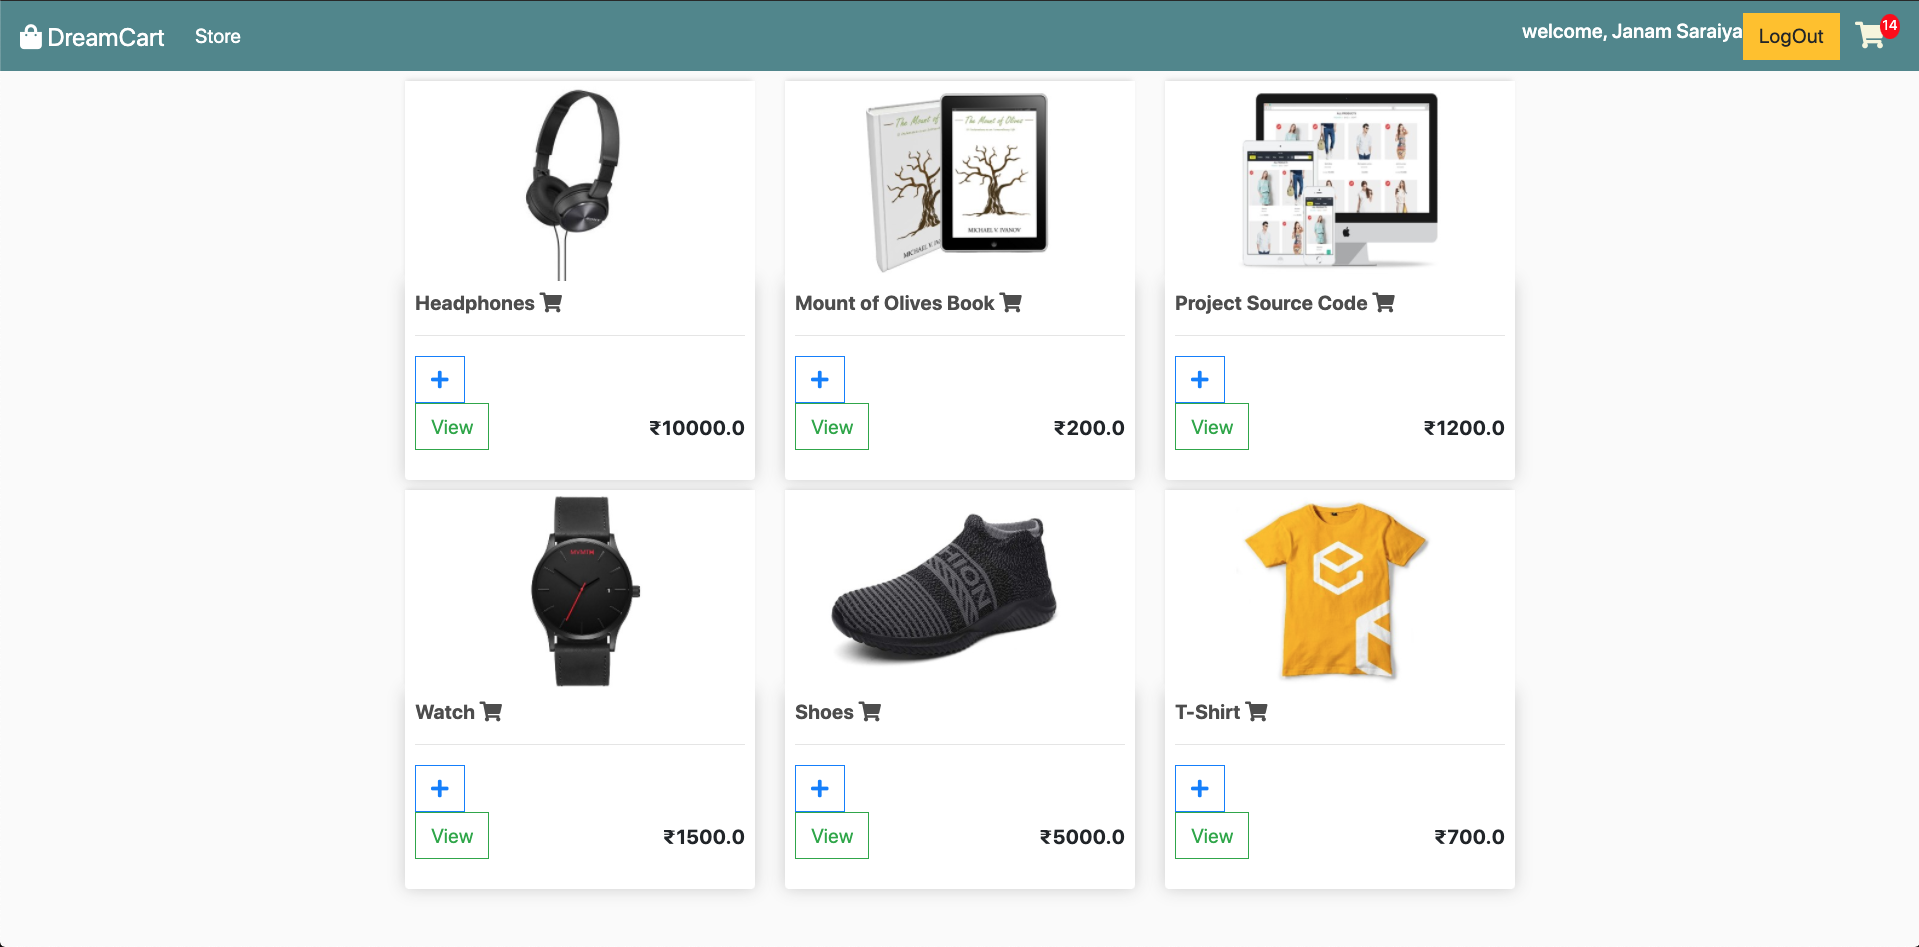 DreamCart
Store
welcome, Janam Saraiya
LogOut
14
The Mount of
The Mount of Olives
MICHAEL V. IVANOV
Headphones
Mount of Olives Book
Project Source Code
+
+
+
View
₹10000.0
View
₹200.0
View
₹1200.0
MVMTH
HION
Watch
Shoes
T-Shirt
+
+
+
View
₹1500.0
View
₹5000.0
View
₹700.0